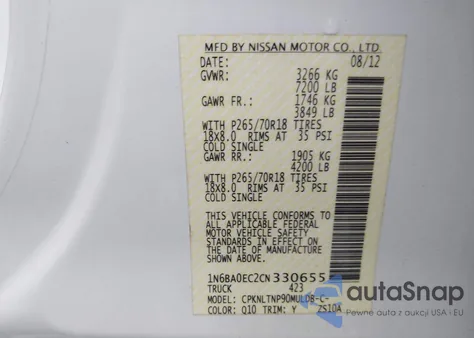 MFD BY NISSAN MOTOR CO., LTD.
DATE: 08/12
GVWR: 3266 KG
7200 LB
GAWR FR.: 1746 KG
3849 LB
WITH P265/70R18 TIRES
18x8.0 RIMS AT 35 PSI
COLD SINGLE
GAWR RR.: 1905 KG
4200 LB
WITH P265/70R18 TIRES
18x8.0 RIMS AT 35 PSI
COLD SINGLE
THIS VEHICLE CONFORMS TO ALL
APPLICABLE FEDERAL
MOTOR VEHICLE SAFETY
STANDARDS IN EFFECT ON
THE DATE OF MANUFACTURE
SHOWN ABOVE.
1N6BA0EC2CN330655
TRUCK 423
MODEL: CPKNLTNP90MULDB-C-
COLOR: Q10 TRIM: Y ZS10A
autoSnap
Auta z aukcji USA i EU